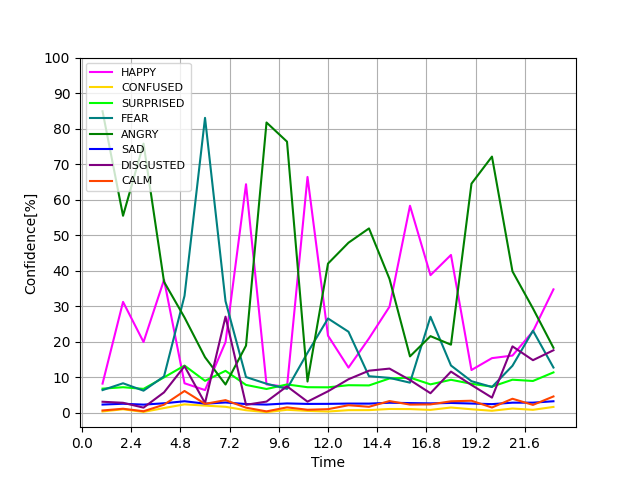 100
90
80
70
60
50
40
30
20
10
0
Confidence[%]
HAPPY
CONFUSED
SURPRISED
FEAR
ANGRY
SAD
DISGUSTED
CALM
0.0 2.4 4.8 7.2 9.6 12.0 14.4 16.8 19.2 21.6
Time